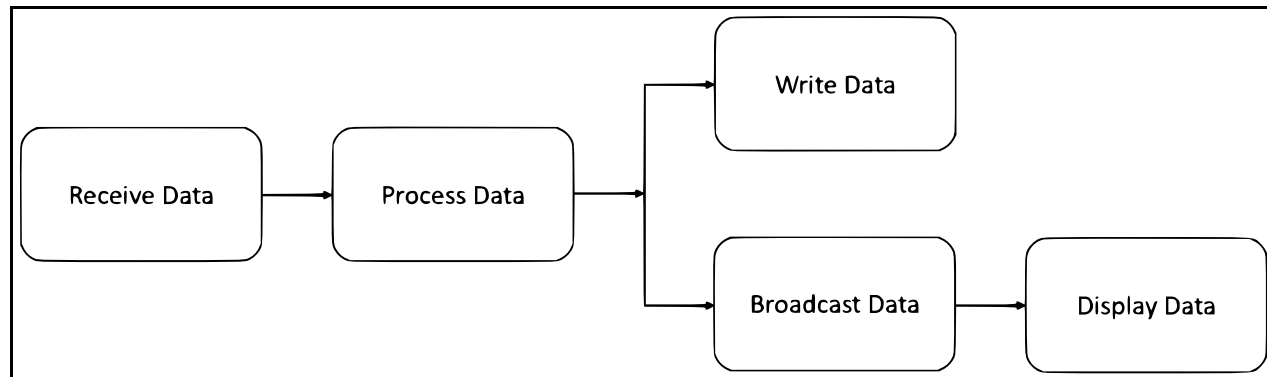 Receive Data
Process Data
Write Data
Broadcast Data
Display Data